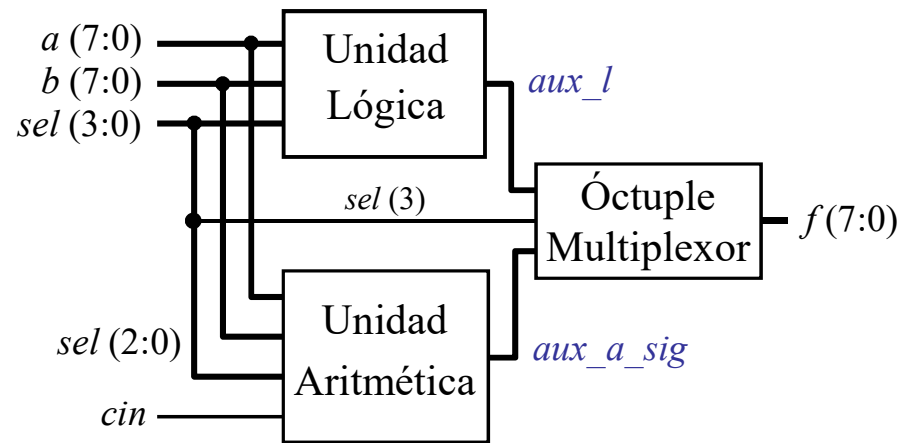 a (7:0)
b (7:0)
sel (3:0)
Unidad
Lógica
aux_l
sel (3)
Óctuple
Multiplexor
f (7:0)
sel (2:0)
cin
Unidad
Aritmética
aux_a_sig